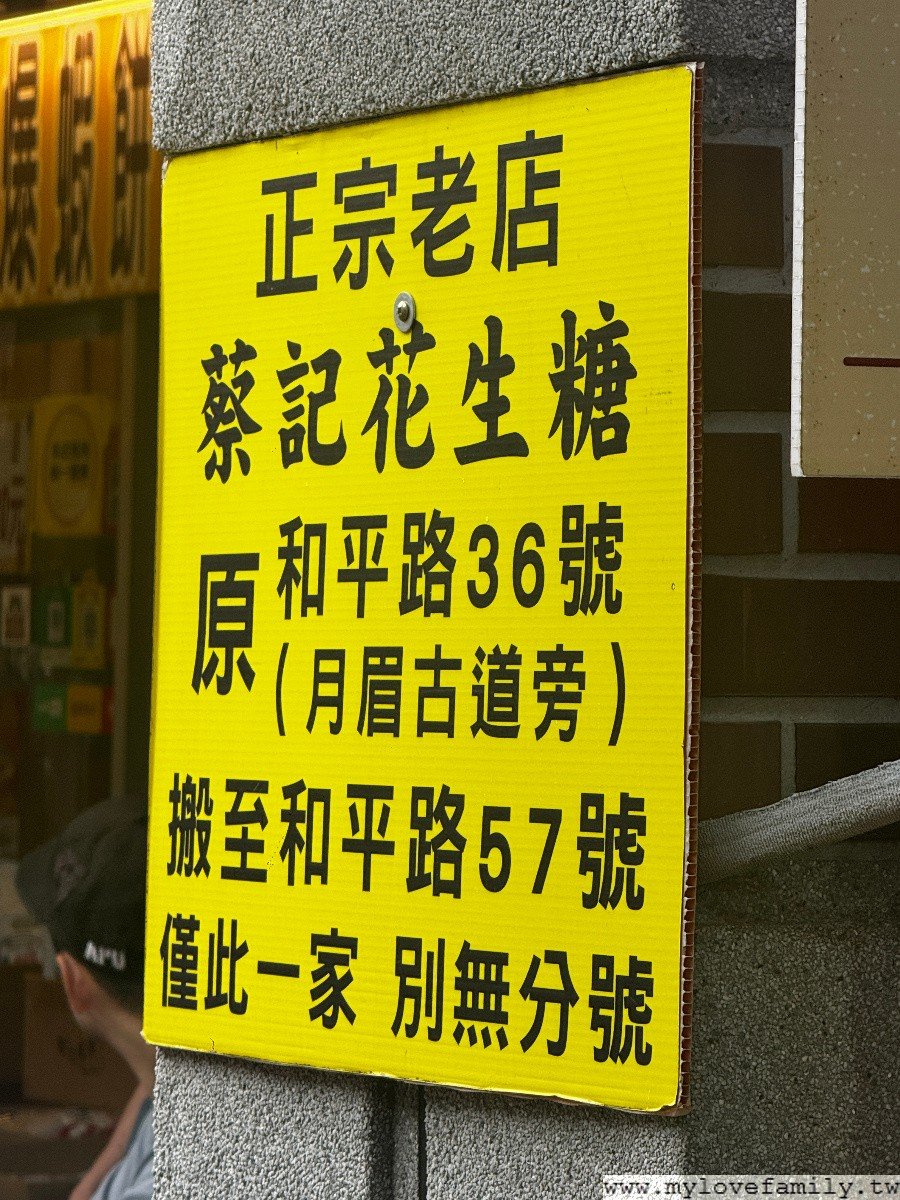 正宗老店
蔡記花生糖
原 和平路36號
(月眉古道旁)
搬至和平路57號
僅此一家 別無分號
蝦餅
www.mylovefamily.tw